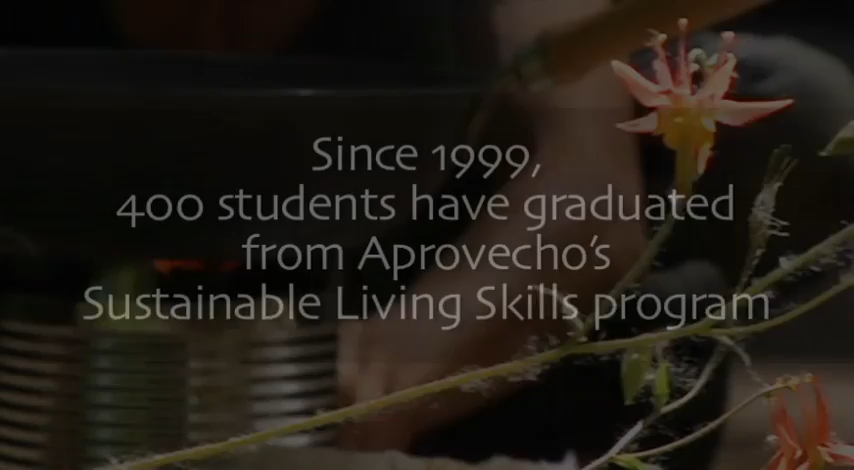 Since 1999,
400 students have graduated
from Aprovecho’s
Sustainable Living Skills program